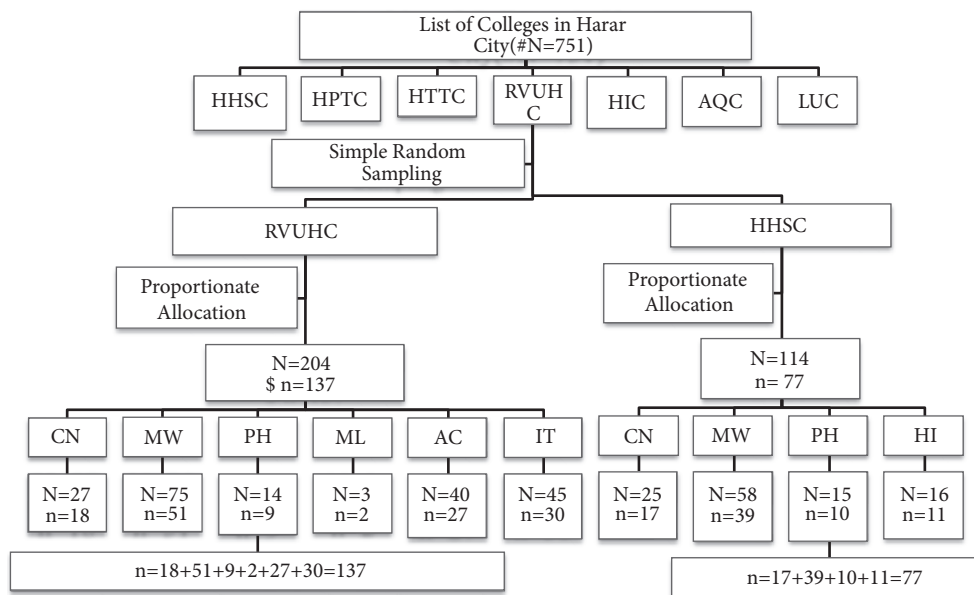 List of Colleges in Harar
City(#N=751)
HHSC
HPTC
HTTC
RVUH
C
HIC
AQC
LUC
Simple Random
Sampling
RVUHC
HHSC
Proportionate
Allocation
Proportionate
Allocation
N=204
$ n=137
N=114
n= 77
CN
MW
PH
ML
AC
IT
CN
MW
PH
HI
N=27
n=18
N=75
n=51
N=14
n=9
N=3
n=2
N=40
n=27
N=45
n=30
N=25
n=17
N=58
n=39
N=15
n=10
N=16
n=11
n=18+51+9+2+27+30=137
n=17+39+10+11=77